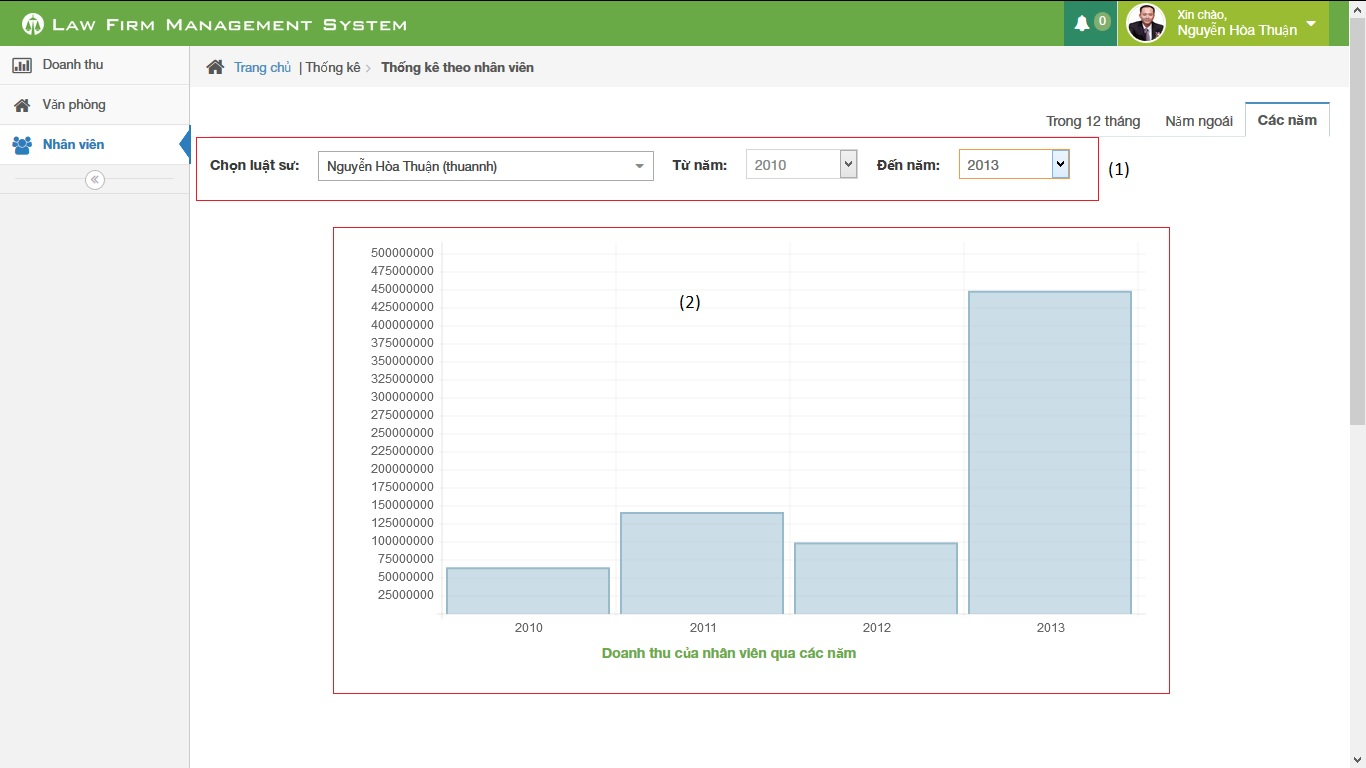 LAW FIRM MANAGEMENT SYSTEM
0
Xin chào,
Nguyễn Hòa Thuận
Doanh thu
Văn phòng
Nhân viên
Trang chủ | Thống kê > Thống kê theo nhân viên
Trong 12 tháng Năm ngoái Các năm
Chọn luật sư: Nguyễn Hòa Thuận (thuannh) Từ năm: 2010 Đến năm: 2013 (1)
(2)
500000000
475000000
450000000
425000000
400000000
375000000
350000000
325000000
300000000
275000000
250000000
225000000
200000000
175000000
150000000
125000000
100000000
75000000
50000000
25000000
2010 2011 2012 2013
Doanh thu của nhân viên qua các năm